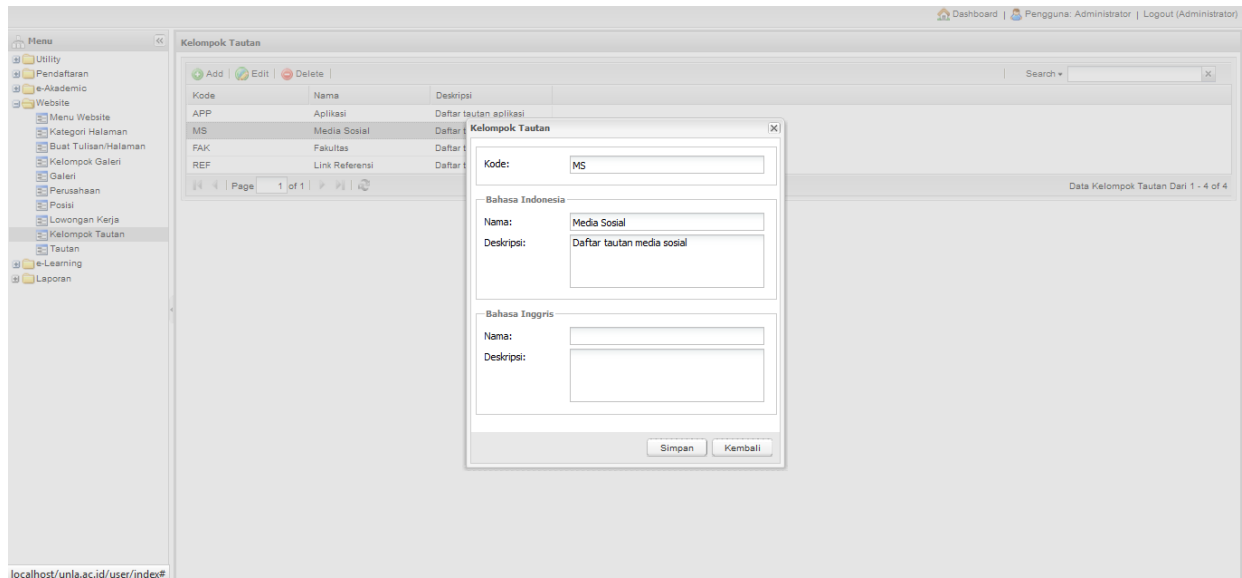 Dashboard | Pengguna: Administrator | Logout (Administrator)
Menu
Utility
Pendaftaran
e-Akademic
Website
Menu Website
Kategori Halaman
Buat Tulisan/Halaman
Kelompok Galeri
Galeri
Perusahaan
Posisi
Lowongan Kerja
Kelompok Tautan
Tautan
e-Learning
Laporan
Kelompok Tautan
Add | Edit | Delete | | Search
Kode Nama Deskripsi
APP Aplikasi Daftar tautan aplikasi
MS Media Sosial Daftar t
FAK Fakultas Daftar t
REF Link Referensi Daftar t
Page 1 of 1 Data Kelompok Tautan Dari 1 - 4 of 4
Kelompok Tautan
Kode: MS
Bahasa Indonesia
Nama: Media Sosial
Deskripsi: Daftar tautan media sosial
Bahasa Inggris
Nama:
Deskripsi:
Simpan Kembali
localhost/unla.ac.id/user/index#